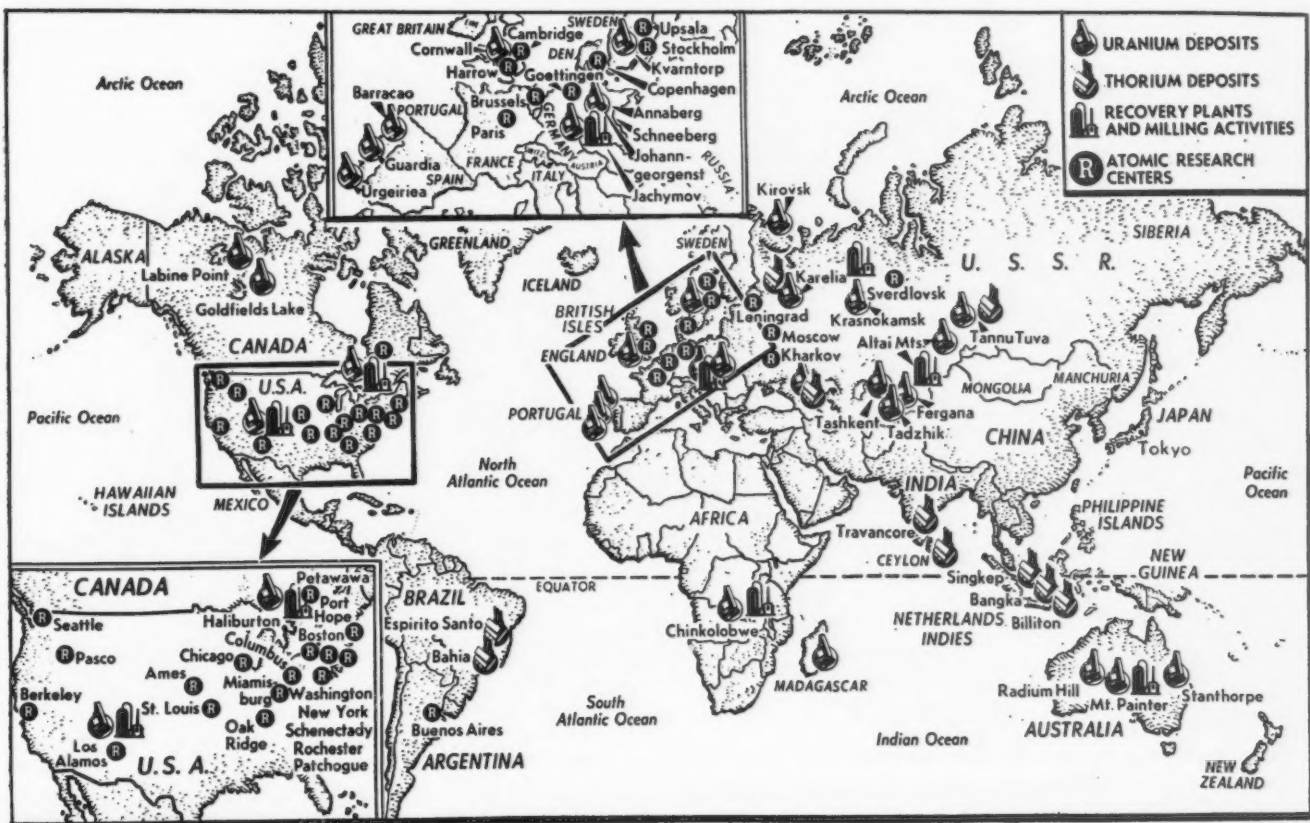 GREAT BRITAIN
Cambridge
Cornwall
Harrow
SWEDEN
Upsala
Stockholm
DEN.
Kvarntorp
Copenhagen
Goettingen
Brussels
Paris
GERMANY
Annaberg
Schneeberg
Johann-
georgenst
Jachymov
Barracao
PORTUGAL
Guardia
Urgeiriea
SPAIN
FRANCE
ITALY
AUSTRIA
RUSSIA
URANIUM DEPOSITS
THORIUM DEPOSITS
RECOVERY PLANTS
AND MILLING ACTIVITIES
R ATOMIC RESEARCH
CENTERS
Arctic Ocean
Arctic Ocean
ALASKA
Labine Point
Goldfields Lake
CANADA
GREENLAND
ICELAND
U.S.A.
Pacific Ocean
HAWAIIAN
ISLANDS
MEXICO
North
Atlantic Ocean
SWEDEN
BRITISH
ISLES
ENGLAND
PORTUGAL
Kirovsk
Karelia
Leningrad
Moscow
Kharkov
Sverdlovsk
Krasnokamsk
U. S. S. R.
SIBERIA
Altai Mts.
Tannu Tuva
MONGOLIA
MANCHURIA
Fergana
Tashkent
Tadzhik
CHINA
JAPAN
Tokyo
Pacific
Ocean
INDIA
Travancore
CEYLON
PHILIPPINE
ISLANDS
NEW
GUINEA
Singkep
Bangka
Billiton
NETHERLANDS
INDIES
AFRICA
EQUATOR
Chinkolobwe
MADAGASCAR
BRAZIL
Espirito Santo
Bahia
Buenos Aires
ARGENTINA
South
Atlantic Ocean
Indian Ocean
Radium Hill
Mt. Painter
Stanthorpe
AUSTRALIA
NEW
ZEALAND
CANADA
Petawawa
Port
Hope
Haliburton
Seattle
Pasco
Berkeley
Los
Alamos
U. S. A.
Ames
Chicago
St. Louis
Columbus
Miamis-
burg
Oak
Ridge
Boston
Washington
New York
Schenectady
Rochester
Patchogue